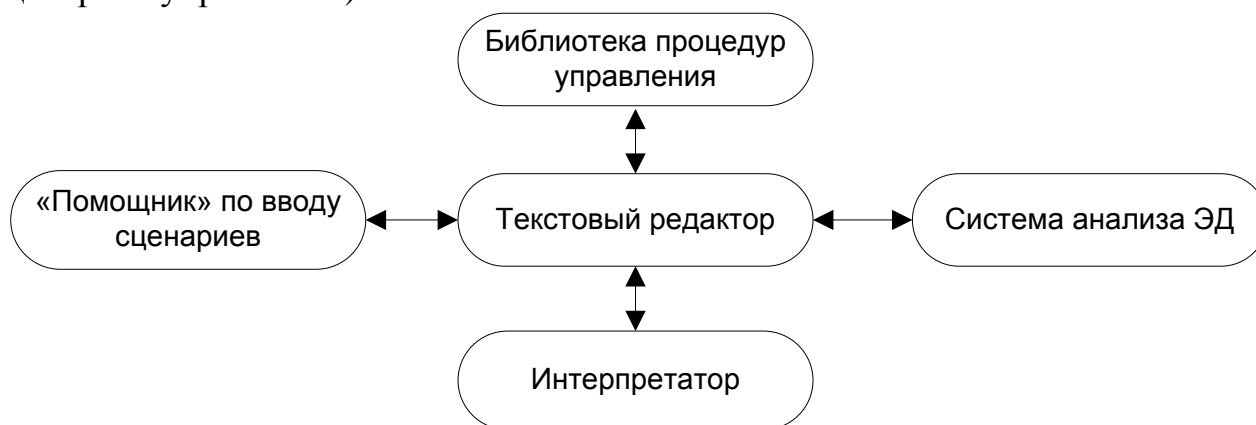 Библиотека процедур
управления
«Помощник» по вводу
сценариев
Текстовый редактор
Система анализа ЭД
Интерпретатор